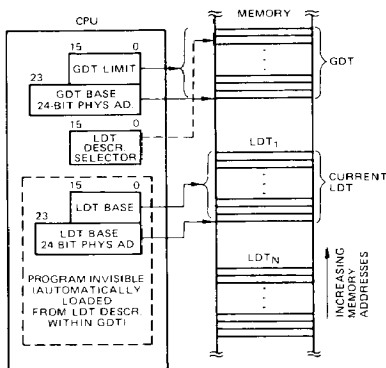 CPU
MEMORY
15 0
GDT LIMIT
23
GDT BASE
24-BIT PHYS AD.
15 0
LDT
DESCR.
SELECTOR
15 0
LDT BASE
23
LDT BASE
24 BIT PHYS AD
PROGRAM INVISIBLE
(AUTOMATICALLY
LOADED
FROM LDT DESCR
WITHIN GDT)
GDT
LDT1
CURRENT
LDT
LDTN
INCREASING
MEMORY
ADDRESSES